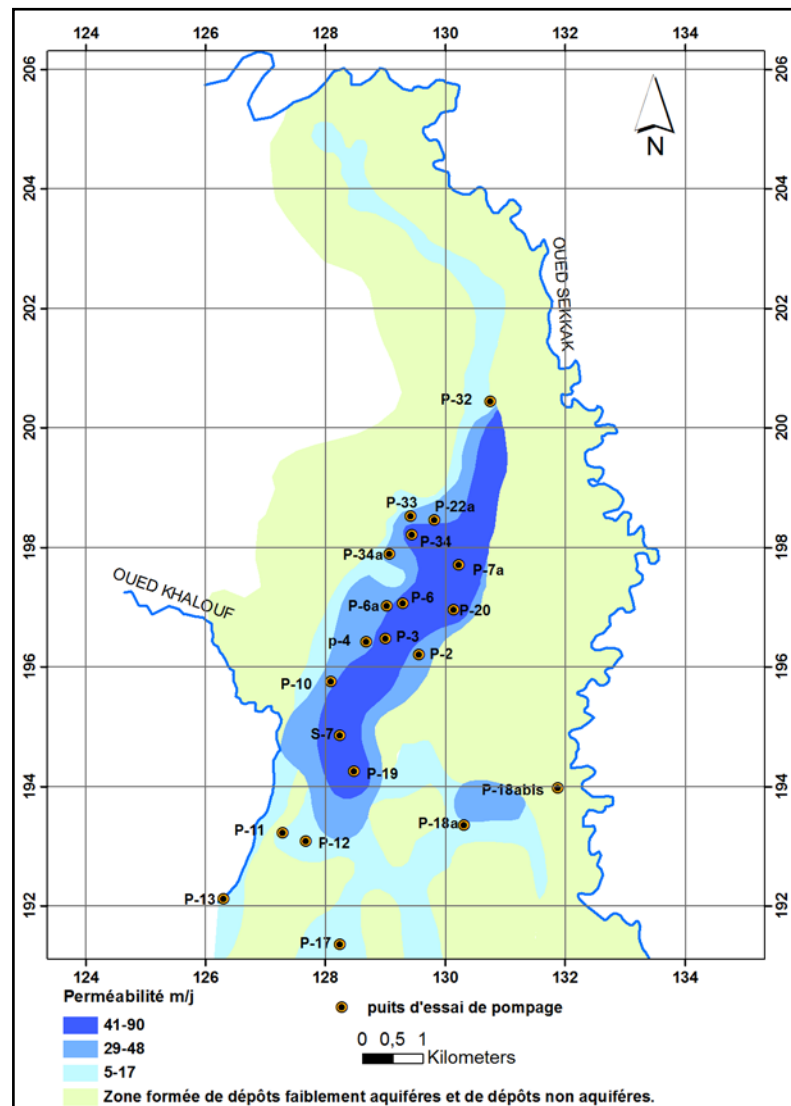 124 126 128 130 132 134
206 206
204 204
202 202
200 200
198 198
196 196
194 194
192 192
N
OUED SEKKAK
OUED KHALOUF
P-32
P-33
P-22a
P-34
P-34a
P-7a
P-6
P-6a
P-20
P-3
p-4
P-2
P-10
S-7
P-19
P-18abis
P-18a
P-11
P-12
P-13
P-17
124 126 128 130 132 134
Perméabilité m/j
41-90
29-48
5-17
Zone formée de dépôts faiblement aquiféres et de dépôts non aquiféres.
puits d'essai de pompage
0 0,5 1
Kilometers